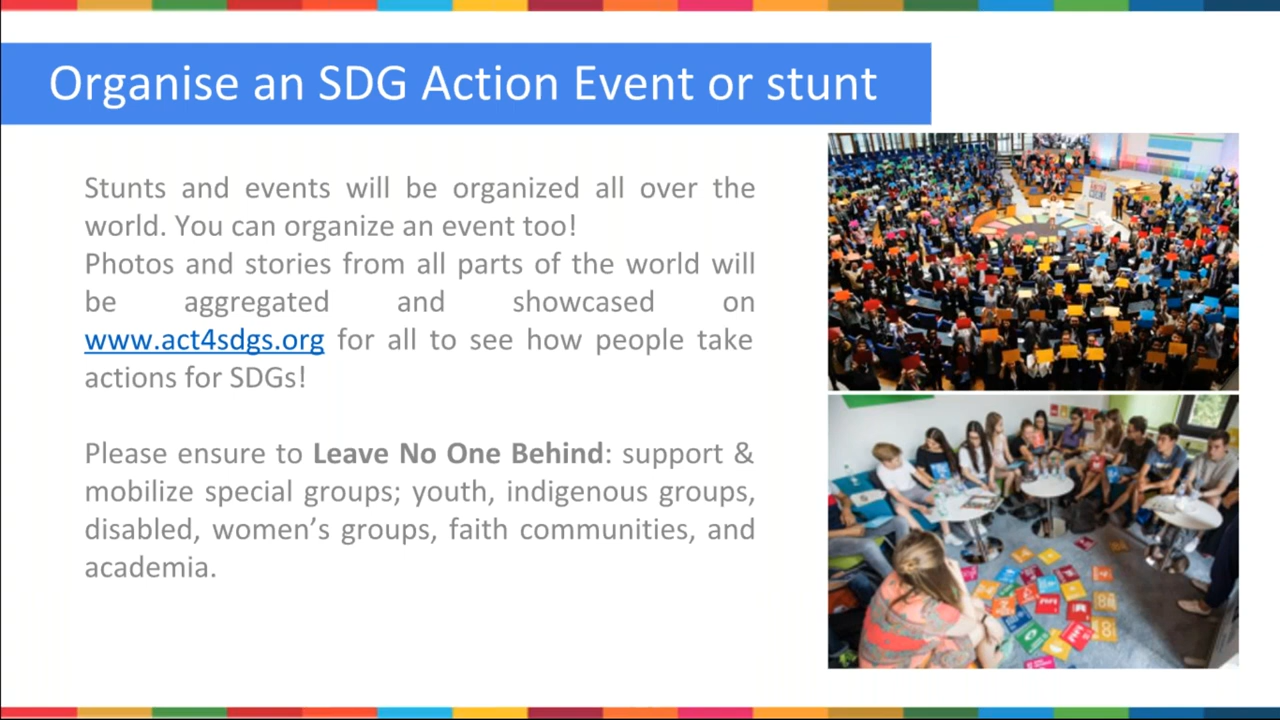 Organise an SDG Action Event or stunt
Stunts and events will be organized all over the
world. You can organize an event too!
Photos and stories from all parts of the world will
be aggregated and showcased on
www.act4sdgs.org for all to see how people take
actions for SDGs!
Please ensure to Leave No One Behind: support &
mobilize special groups; youth, indigenous groups,
disabled, women's groups, faith communities, and
academia.